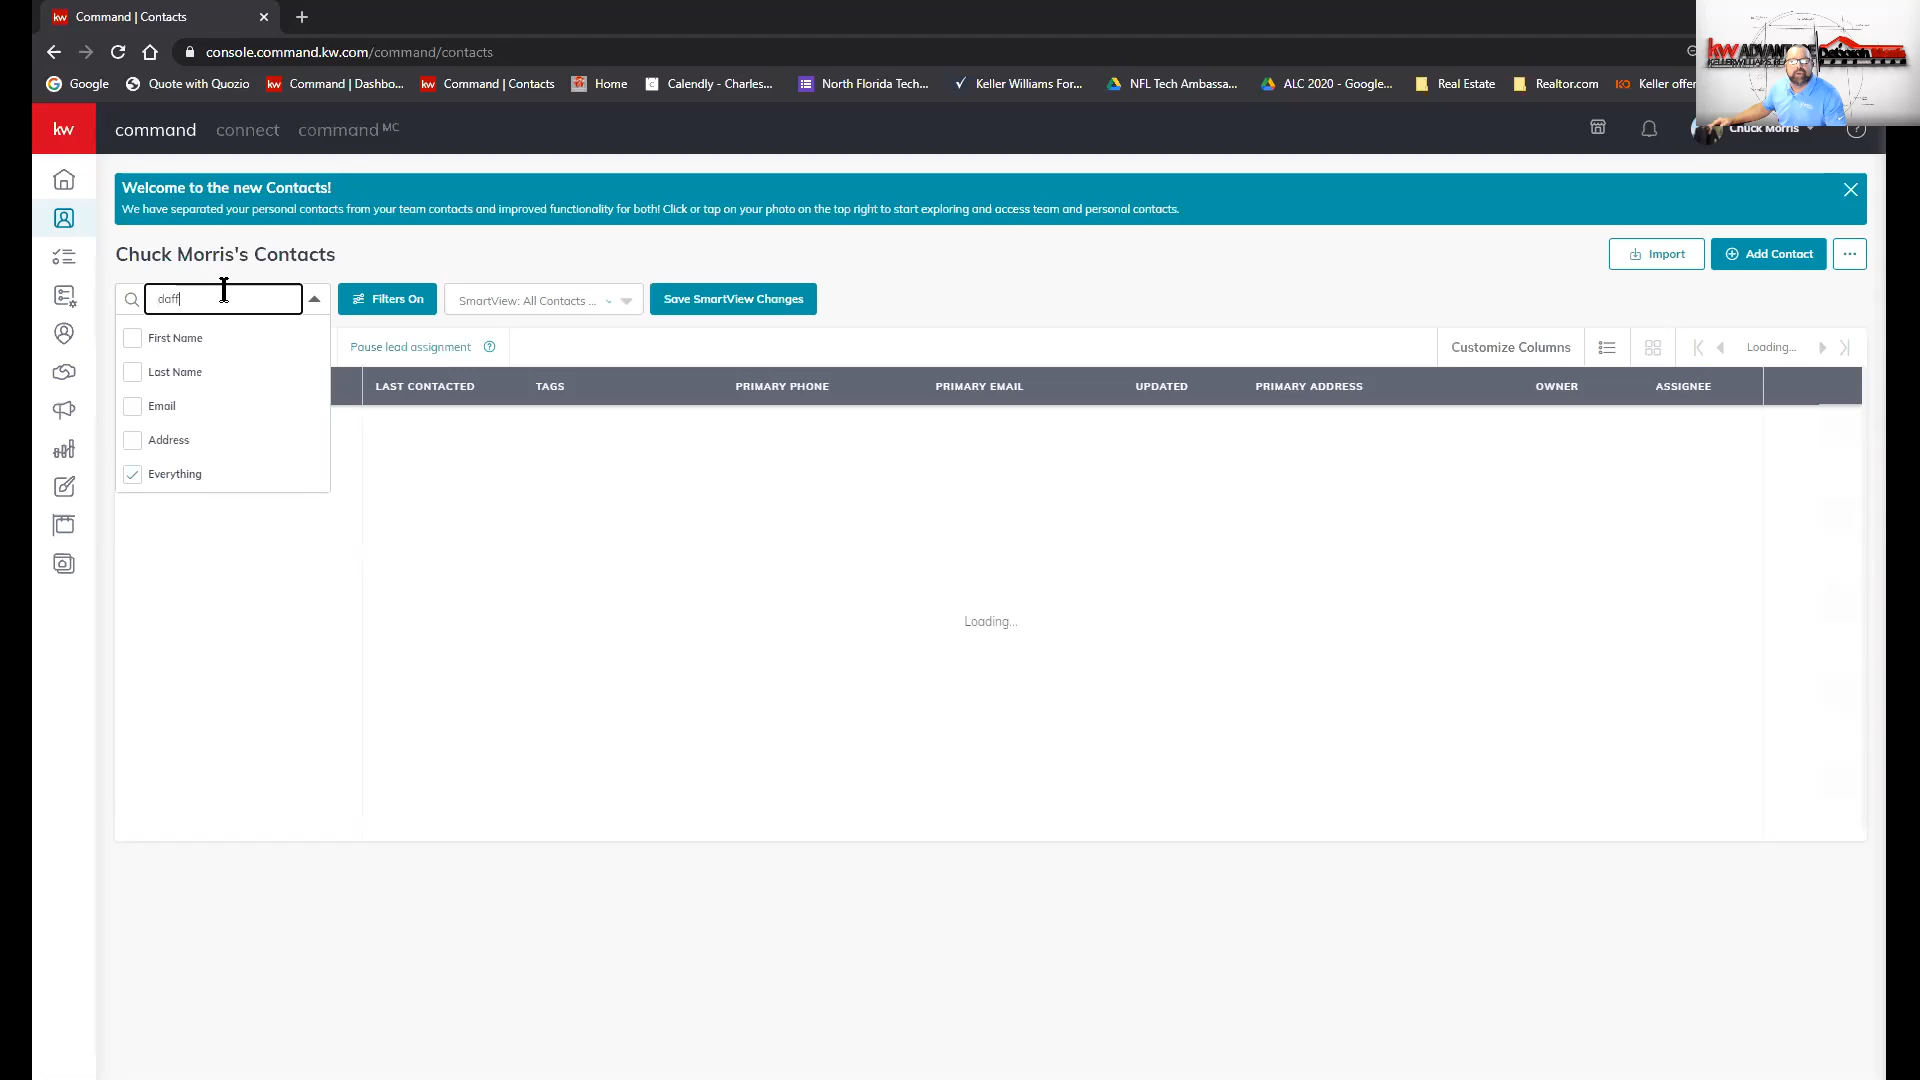 kw Command | Contacts
console.command.kw.com/command/contacts
Google Quote with Quozio kw Command | Dashbo... kw Command | Contacts Home Calendly - Charles... North Florida Tech... Keller Williams For... NFL Tech Ambassa... ALC 2020 - Google... Real Estate Realtor.com KO Keller offer
kw ADVANTAGE
kw command connect command MC
Chuck Morris
Welcome to the new Contacts!
We have separated your personal contacts from your team contacts and improved functionality for both! Click or tap on your photo on the top right to start exploring and access team and personal contacts.
Chuck Morris's Contacts
Import Add Contact ...
daff Filters On SmartView: All Contacts ... Save SmartView Changes
First Name
Pause lead assignment ? Customize Columns Loading...
Last Name
LAST CONTACTED TAGS PRIMARY PHONE PRIMARY EMAIL UPDATED PRIMARY ADDRESS OWNER ASSIGNEE
Email
Address
Everything
Loading...